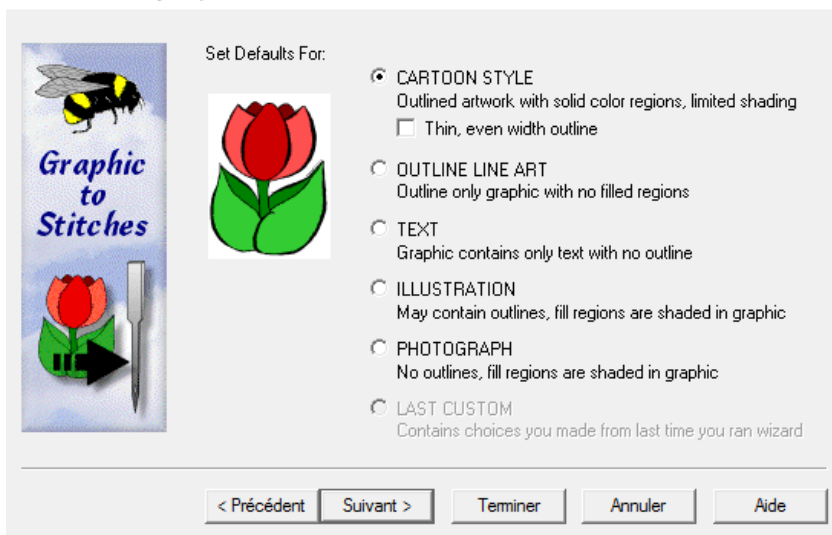 Graphic
to
Stitches
Set Defaults For:
CARTOON STYLE
Outlined artwork with solid color regions, limited shading
Thin, even width outline
OUTLINE LINE ART
Outline only graphic with no filled regions
TEXT
Graphic contains only text with no outline
ILLUSTRATION
May contain outlines, fill regions are shaded in graphic
PHOTOGRAPH
No outlines, fill regions are shaded in graphic
LAST CUSTOM
Contains choices you made from last time you ran wizard
< Précédent
Suivant >
Terminer
Annuler
Aide